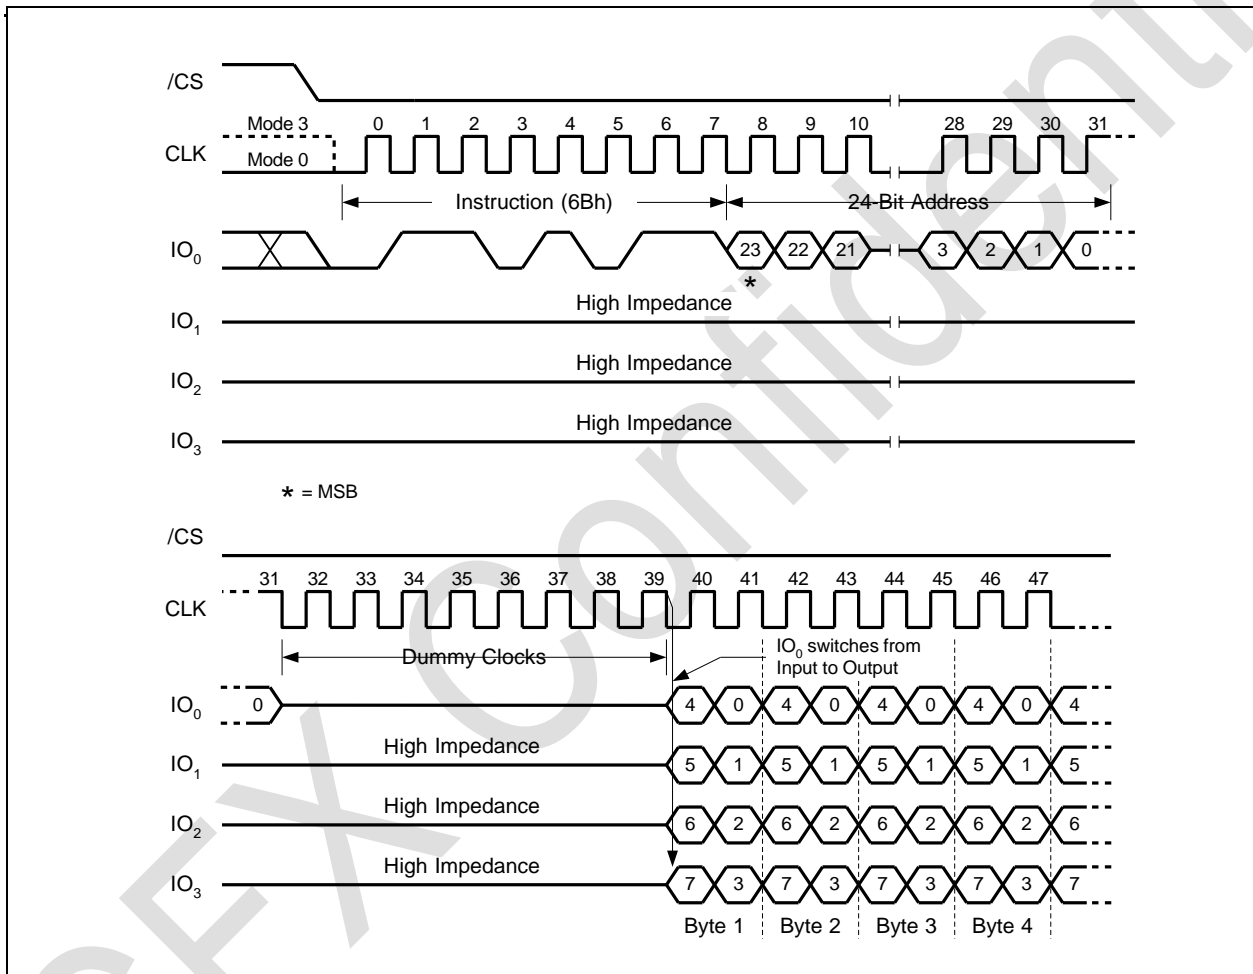 /CS
Mode 3 0 1 2 3 4 5 6 7 8 9 10 28 29 30 31
CLK
Mode 0
Instruction (6Bh) 24-Bit Address
IO0 23 22 21 3 2 1 0
*
High Impedance
IO1
High Impedance
IO2
High Impedance
IO3
* = MSB
/CS
31 32 33 34 35 36 37 38 39 40 41 42 43 44 45 46 47
CLK
Dummy Clocks
IO0 switches from
Input to Output
IO0 0 4 0 4 0 4 0 4 0 4
High Impedance
IO1 5 1 5 1 5 1 5 1 5
High Impedance
IO2 6 2 6 2 6 2 6 2 6
High Impedance
IO3 7 3 7 3 7 3 7 3 7
Byte 1 Byte 2 Byte 3 Byte 4